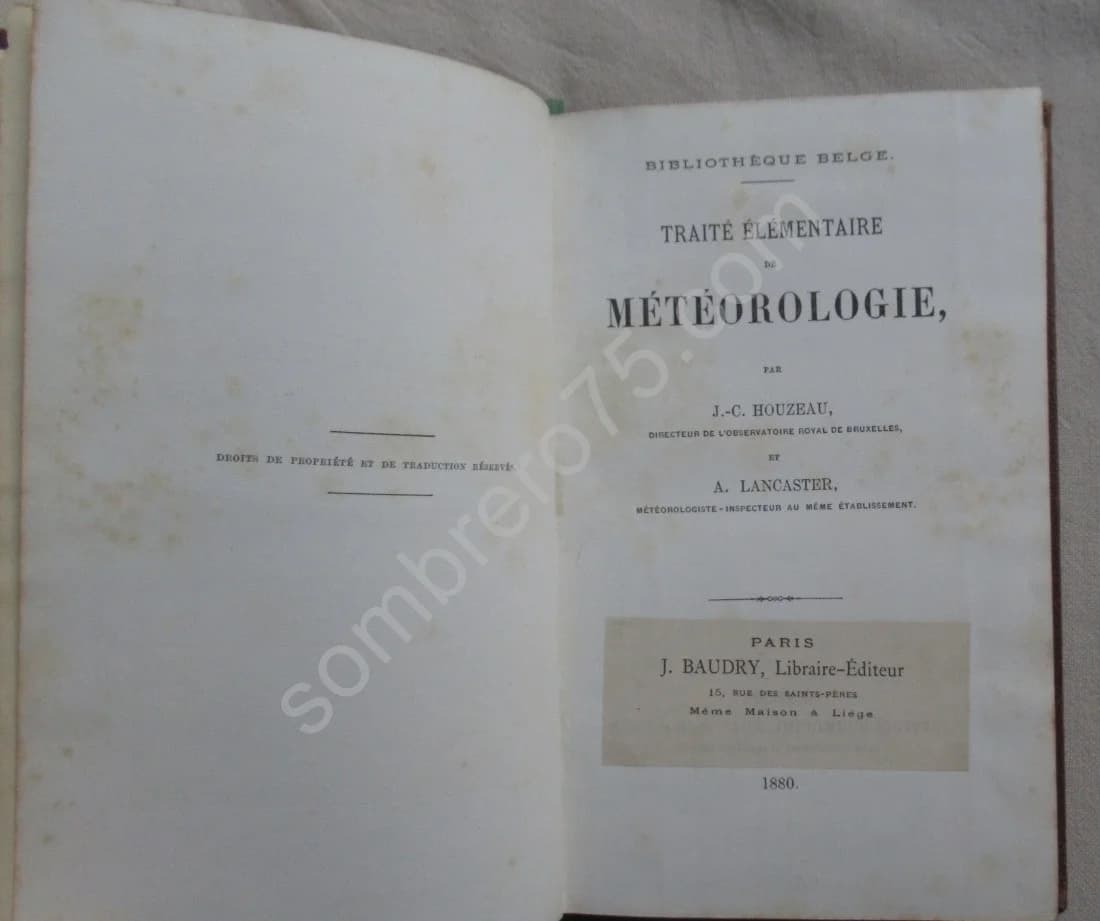 DROITS DE PROPRIÉTÉ ET DE TRADUCTION RÉSERVÉS.
BIBLIOTHÈQUE BELGE.
TRAITÉ ÉLÉMENTAIRE
DE
MÉTÉOROLOGIE,
PAR
J.-C. HOUZEAU,
DIRECTEUR DE L'OBSERVATOIRE ROYAL DE BRUXELLES,
ET
A. LANCASTER,
MÉTÉOROLOGISTE-INSPECTEUR AU MÊME ÉTABLISSEMENT.
PARIS
J. BAUDRY, Libraire-Éditeur
15, RUE DES SAINTS-PÈRES
Même Maison à Liége
1880.
sombrero75.com